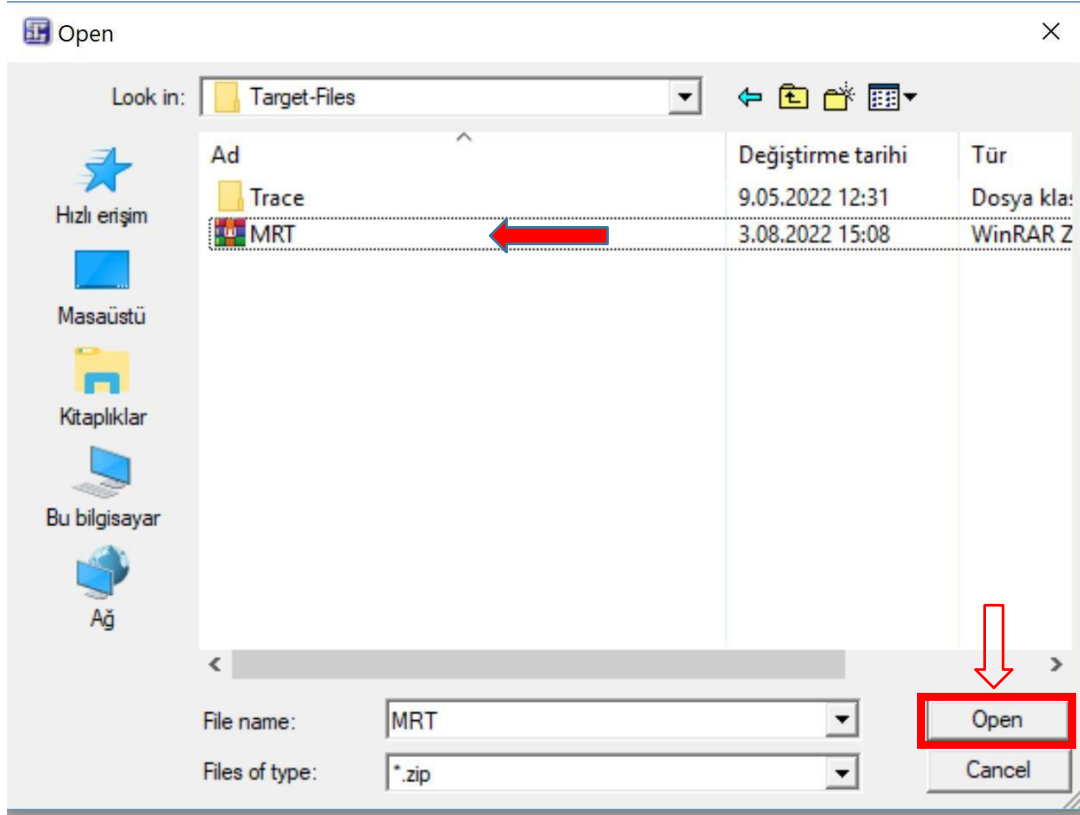 Open
Look in: Target-Files
Ad Değiştirme tarihi Tür
Trace 9.05.2022 12:31 Dosya klas
MRT 3.08.2022 15:08 WinRAR Z
Hızlı erişim
Masaüstü
Kitaplıklar
Bu bilgisayar
Ağ
File name: MRT Open
Files of type: *.zip Cancel